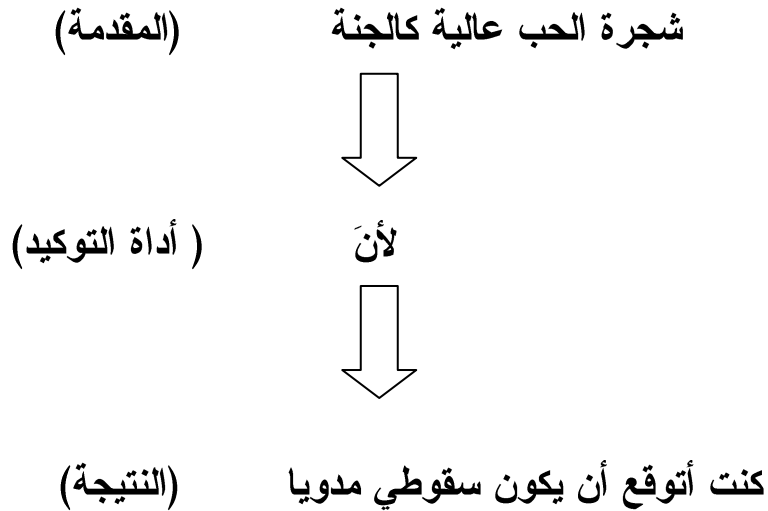 شجرة الحب عالية كالجنة (المقدمة)
لأنَ ( أداة التوكيد)
كنت أتوقع أن يكون سقوطي مدويا (النتيجة)